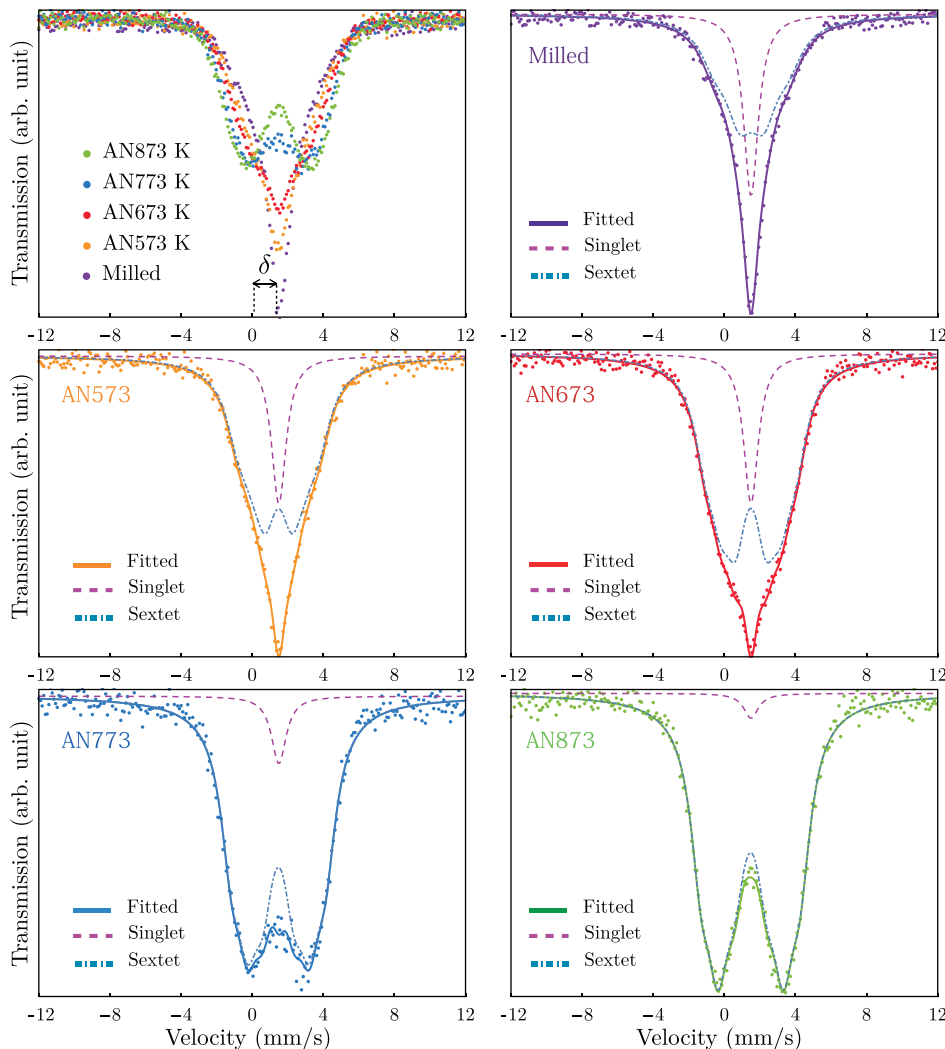 Transmission (arb. unit)
AN873 K
AN773 K
AN673 K
AN573 K
Milled
δ
-12 -8 -4 0 4 8 12
Milled
Fitted
Singlet
Sextet
-12 -8 -4 0 4 8 12
Transmission (arb. unit)
AN573
Fitted
Singlet
Sextet
-12 -8 -4 0 4 8 12
AN673
Fitted
Singlet
Sextet
-12 -8 -4 0 4 8 12
Transmission (arb. unit)
AN773
Fitted
Singlet
Sextet
-12 -8 -4 0 4 8 12
Velocity (mm/s)
AN873
Fitted
Singlet
Sextet
-12 -8 -4 0 4 8 12
Velocity (mm/s)